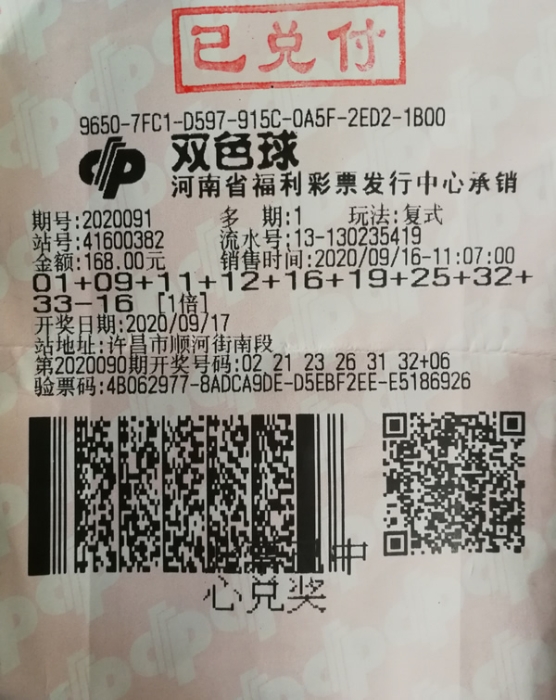 已兑付
9650-7FC1-D597-915C-0A5F-2ED2-1B00
双色球
河南省福利彩票发行中心承销
期号:2020091 多 期:1 玩法:复式
站号:41600382 流水号:13-130235419
金额:168.00元 销售时间:2020/09/16-11:07:00
01+09+11+12+16+19+25+32+
33-16 [1倍]
开奖日期:2020/09/17
站地址:许昌市顺河街南段
第2020090期开奖号码:02 21 23 26 31 32+06
验票码:4B062977-8ADCA9DE-D5EBF2EE-E5186926
中
心兑奖